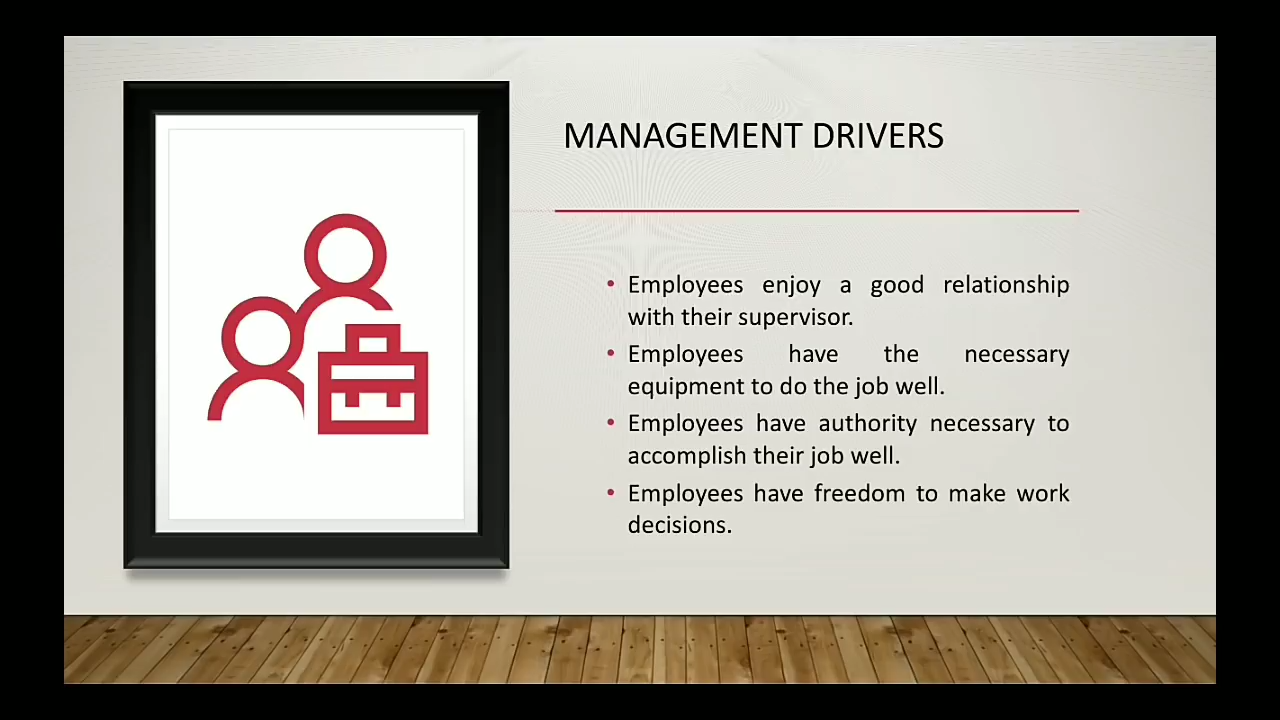 MANAGEMENT DRIVERS
• Employees enjoy a good relationship
with their supervisor.
• Employees have the necessary
equipment to do the job well.
• Employees have authority necessary to
accomplish their job well.
• Employees have freedom to make work
decisions.